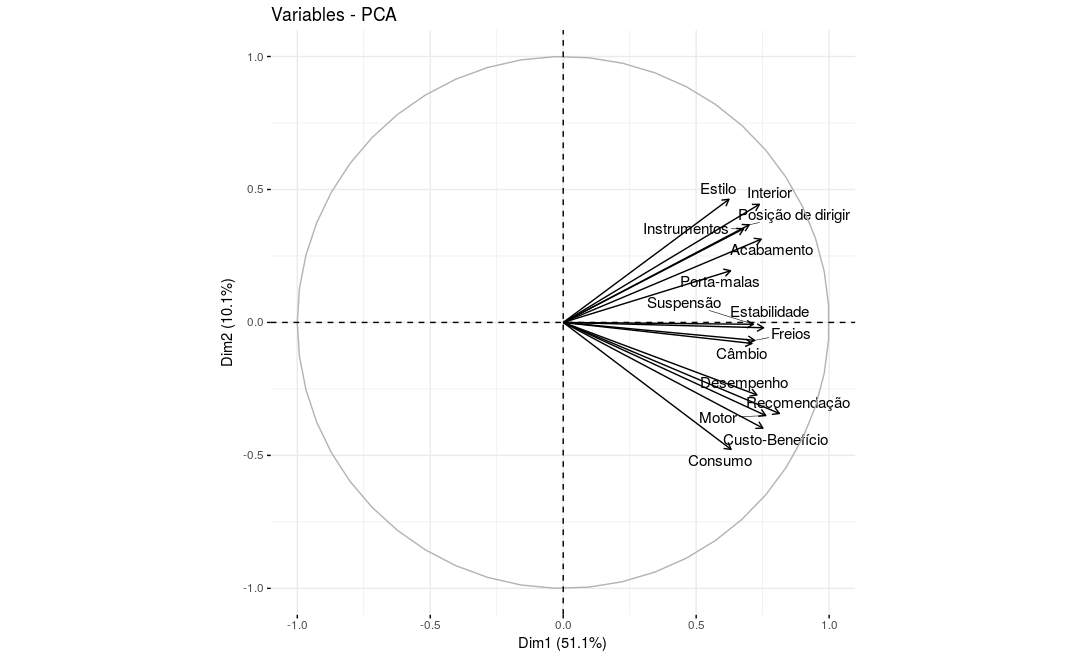 Variables - PCA
1.0
0.5
0.0
-0.5
-1.0
Dim2 (10.1%)
Estilo
Interior
Posição de dirigir
Instrumentos
Acabamento
Porta-malas
Suspensão
Estabilidade
Freios
Câmbio
Desempenho
Recomendação
Motor
Custo-Benefício
Consumo
-1.0
-0.5
0.0
0.5
1.0
Dim1 (51.1%)